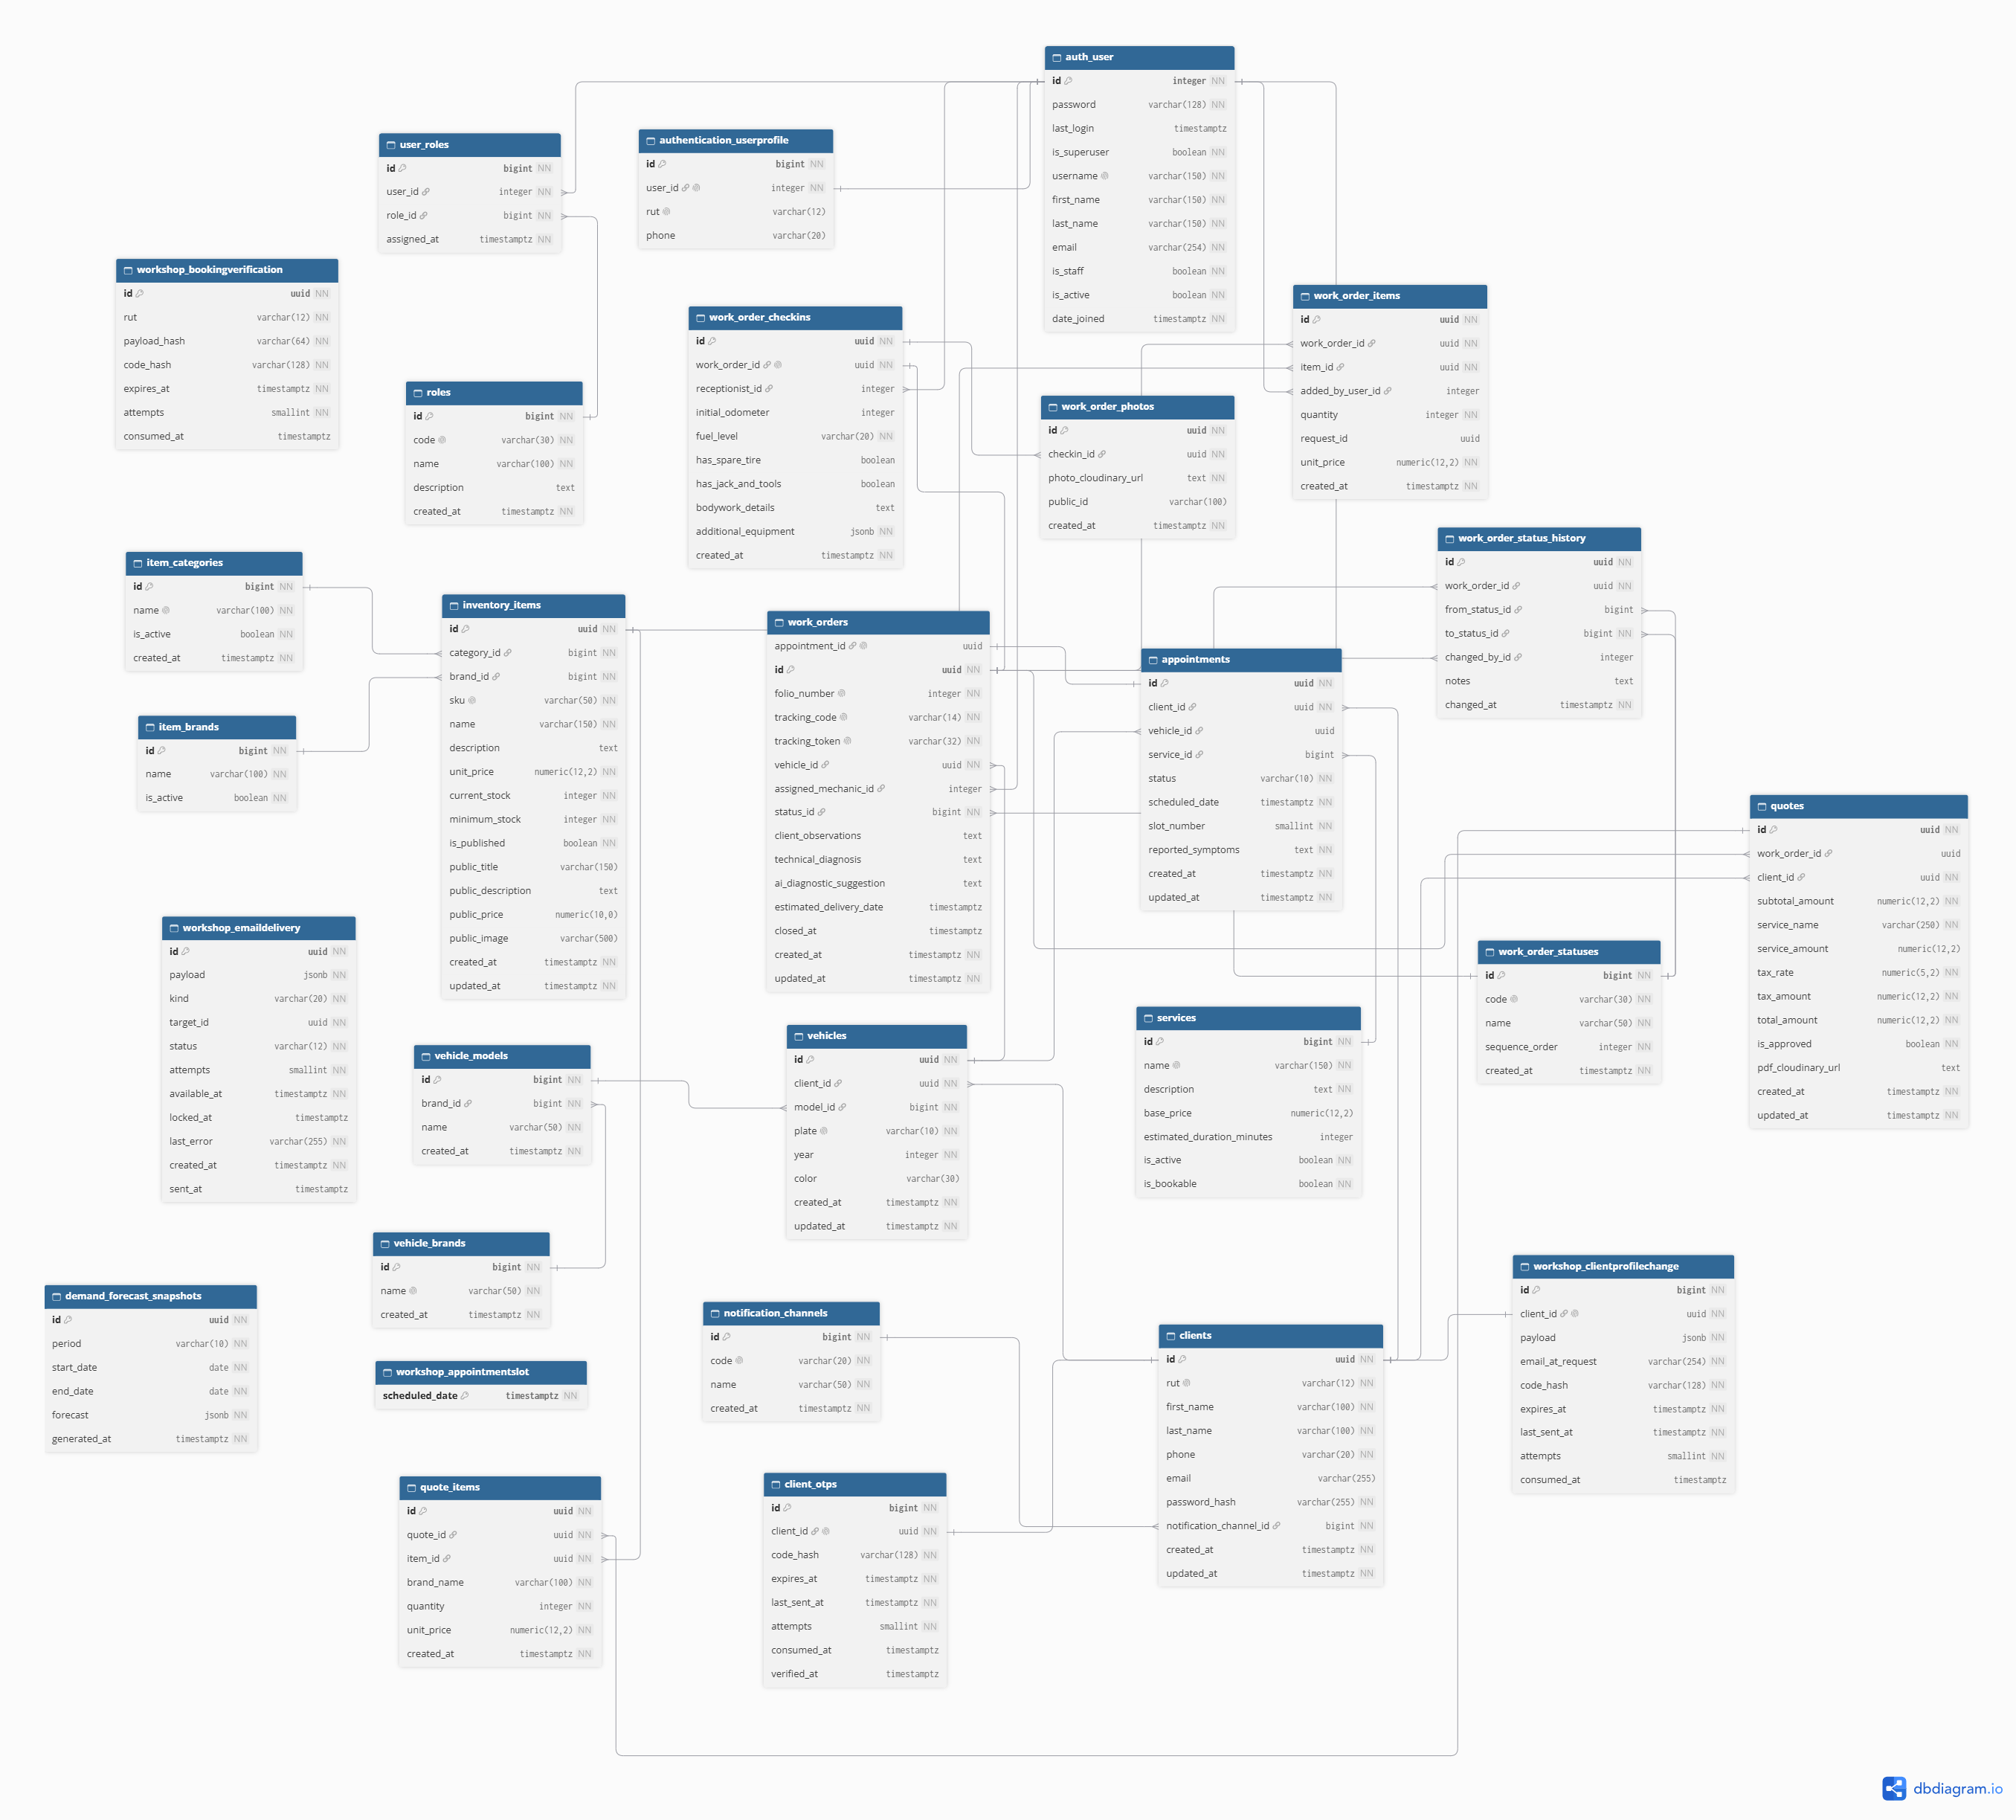 auth_user
id integer NN
password varchar(128) NN
last_login timestamptz
is_superuser boolean NN
username varchar(150) NN
first_name varchar(150) NN
last_name varchar(150) NN
email varchar(254) NN
is_staff boolean NN
is_active boolean NN
date_joined timestamptz NN
user_roles
id bigint NN
user_id integer NN
role_id bigint NN
assigned_at timestamptz NN
authentication_userprofile
id bigint NN
user_id integer NN
rut varchar(12)
phone varchar(20)
workshop_bookingverification
id uuid NN
rut varchar(12) NN
payload_hash varchar(64) NN
code_hash varchar(128) NN
expires_at timestamptz NN
attempts smallint NN
consumed_at timestamptz
work_order_items
id uuid NN
work_order_id uuid NN
item_id uuid NN
added_by_user_id integer
quantity integer NN
request_id uuid
unit_price numeric(12,2) NN
created_at timestamptz NN
work_order_checkins
id uuid NN
work_order_id uuid NN
receptionist_id integer
initial_odometer integer
fuel_level varchar(20) NN
has_spare_tire boolean
has_jack_and_tools boolean
bodywork_details text
additional_equipment jsonb NN
created_at timestamptz NN
roles
id bigint NN
code varchar(30) NN
name varchar(100) NN
description text
created_at timestamptz NN
work_order_photos
id uuid NN
checkin_id uuid NN
photo_cloudinary_url text NN
public_id varchar(100)
created_at timestamptz NN
work_order_status_history
id uuid NN
work_order_id uuid NN
from_status_id bigint
to_status_id bigint NN
changed_by_id integer
notes text
changed_at timestamptz NN
item_categories
id bigint NN
name varchar(100) NN
is_active boolean NN
created_at timestamptz NN
inventory_items
id uuid NN
category_id bigint NN
brand_id bigint NN
sku varchar(50) NN
name varchar(150) NN
description text
unit_price numeric(12,2) NN
current_stock integer NN
minimum_stock integer NN
is_published boolean NN
public_title varchar(150)
public_description text
public_price numeric(10,0)
public_image varchar(500)
created_at timestamptz NN
updated_at timestamptz NN
work_orders
appointment_id uuid
id uuid NN
folio_number integer NN
tracking_code varchar(14) NN
tracking_token varchar(32) NN
vehicle_id uuid NN
assigned_mechanic_id integer
status_id bigint NN
client_observations text
technical_diagnosis text
ai_diagnostic_suggestion text
estimated_delivery_date timestamptz
closed_at timestamptz
created_at timestamptz NN
updated_at timestamptz NN
appointments
id uuid NN
client_id uuid NN
vehicle_id uuid
service_id bigint
status varchar(10) NN
scheduled_date timestamptz NN
slot_number smallint
reported_symptoms text NN
created_at timestamptz NN
updated_at timestamptz NN
item_brands
id bigint NN
name varchar(100) NN
is_active boolean NN
quotes
id uuid NN
work_order_id uuid
client_id uuid NN
subtotal_amount numeric(12,2) NN
service_name varchar(250) NN
service_amount numeric(12,2)
tax_rate numeric(5,2) NN
tax_amount numeric(12,2) NN
total_amount numeric(12,2) NN
is_approved boolean NN
pdf_cloudinary_url text
created_at timestamptz NN
updated_at timestamptz NN
workshop_emaildelivery
id uuid NN
payload jsonb NN
kind varchar(20) NN
target_id uuid NN
status varchar(12) NN
attempts smallint NN
available_at timestamptz NN
locked_at timestamptz
last_error varchar(255) NN
created_at timestamptz NN
sent_at timestamptz
work_order_statuses
id bigint NN
code varchar(30) NN
name varchar(50) NN
sequence_order integer NN
created_at timestamptz NN
services
id bigint NN
name varchar(150) NN
description text NN
base_price numeric(12,2)
estimated_duration_minutes integer
is_active boolean NN
is_bookable boolean NN
vehicles
id uuid NN
client_id uuid NN
model_id bigint NN
plate varchar(10) NN
year integer NN
color varchar(30)
created_at timestamptz NN
updated_at timestamptz NN
vehicle_models
id bigint NN
brand_id bigint NN
name varchar(50) NN
created_at timestamptz NN
vehicle_brands
id bigint NN
name varchar(50) NN
created_at timestamptz NN
workshop_clientprofilechange
id bigint NN
client_id uuid NN
payload jsonb NN
email_at_request varchar(254) NN
code_hash varchar(128) NN
expires_at timestamptz NN
last_sent_at timestamptz NN
attempts smallint NN
consumed_at timestamptz
demand_forecast_snapshots
id uuid NN
period varchar(10) NN
start_date date NN
end_date date NN
forecast jsonb NN
generated_at timestamptz NN
notification_channels
id bigint NN
code varchar(20) NN
name varchar(50) NN
created_at timestamptz NN
clients
id uuid NN
rut varchar(12) NN
first_name varchar(100) NN
last_name varchar(100) NN
phone varchar(20) NN
email varchar(255)
password_hash varchar(255) NN
notification_channel_id bigint NN
created_at timestamptz NN
updated_at timestamptz NN
workshop_appointmentslot
scheduled_date timestamptz NN
client_otps
id bigint NN
client_id uuid NN
code_hash varchar(128) NN
expires_at timestamptz NN
last_sent_at timestamptz NN
attempts smallint NN
consumed_at timestamptz
verified_at timestamptz
quote_items
id uuid NN
quote_id uuid NN
item_id uuid NN
brand_name varchar(100) NN
quantity integer NN
unit_price numeric(12,2) NN
created_at timestamptz NN
dbdiagram.io